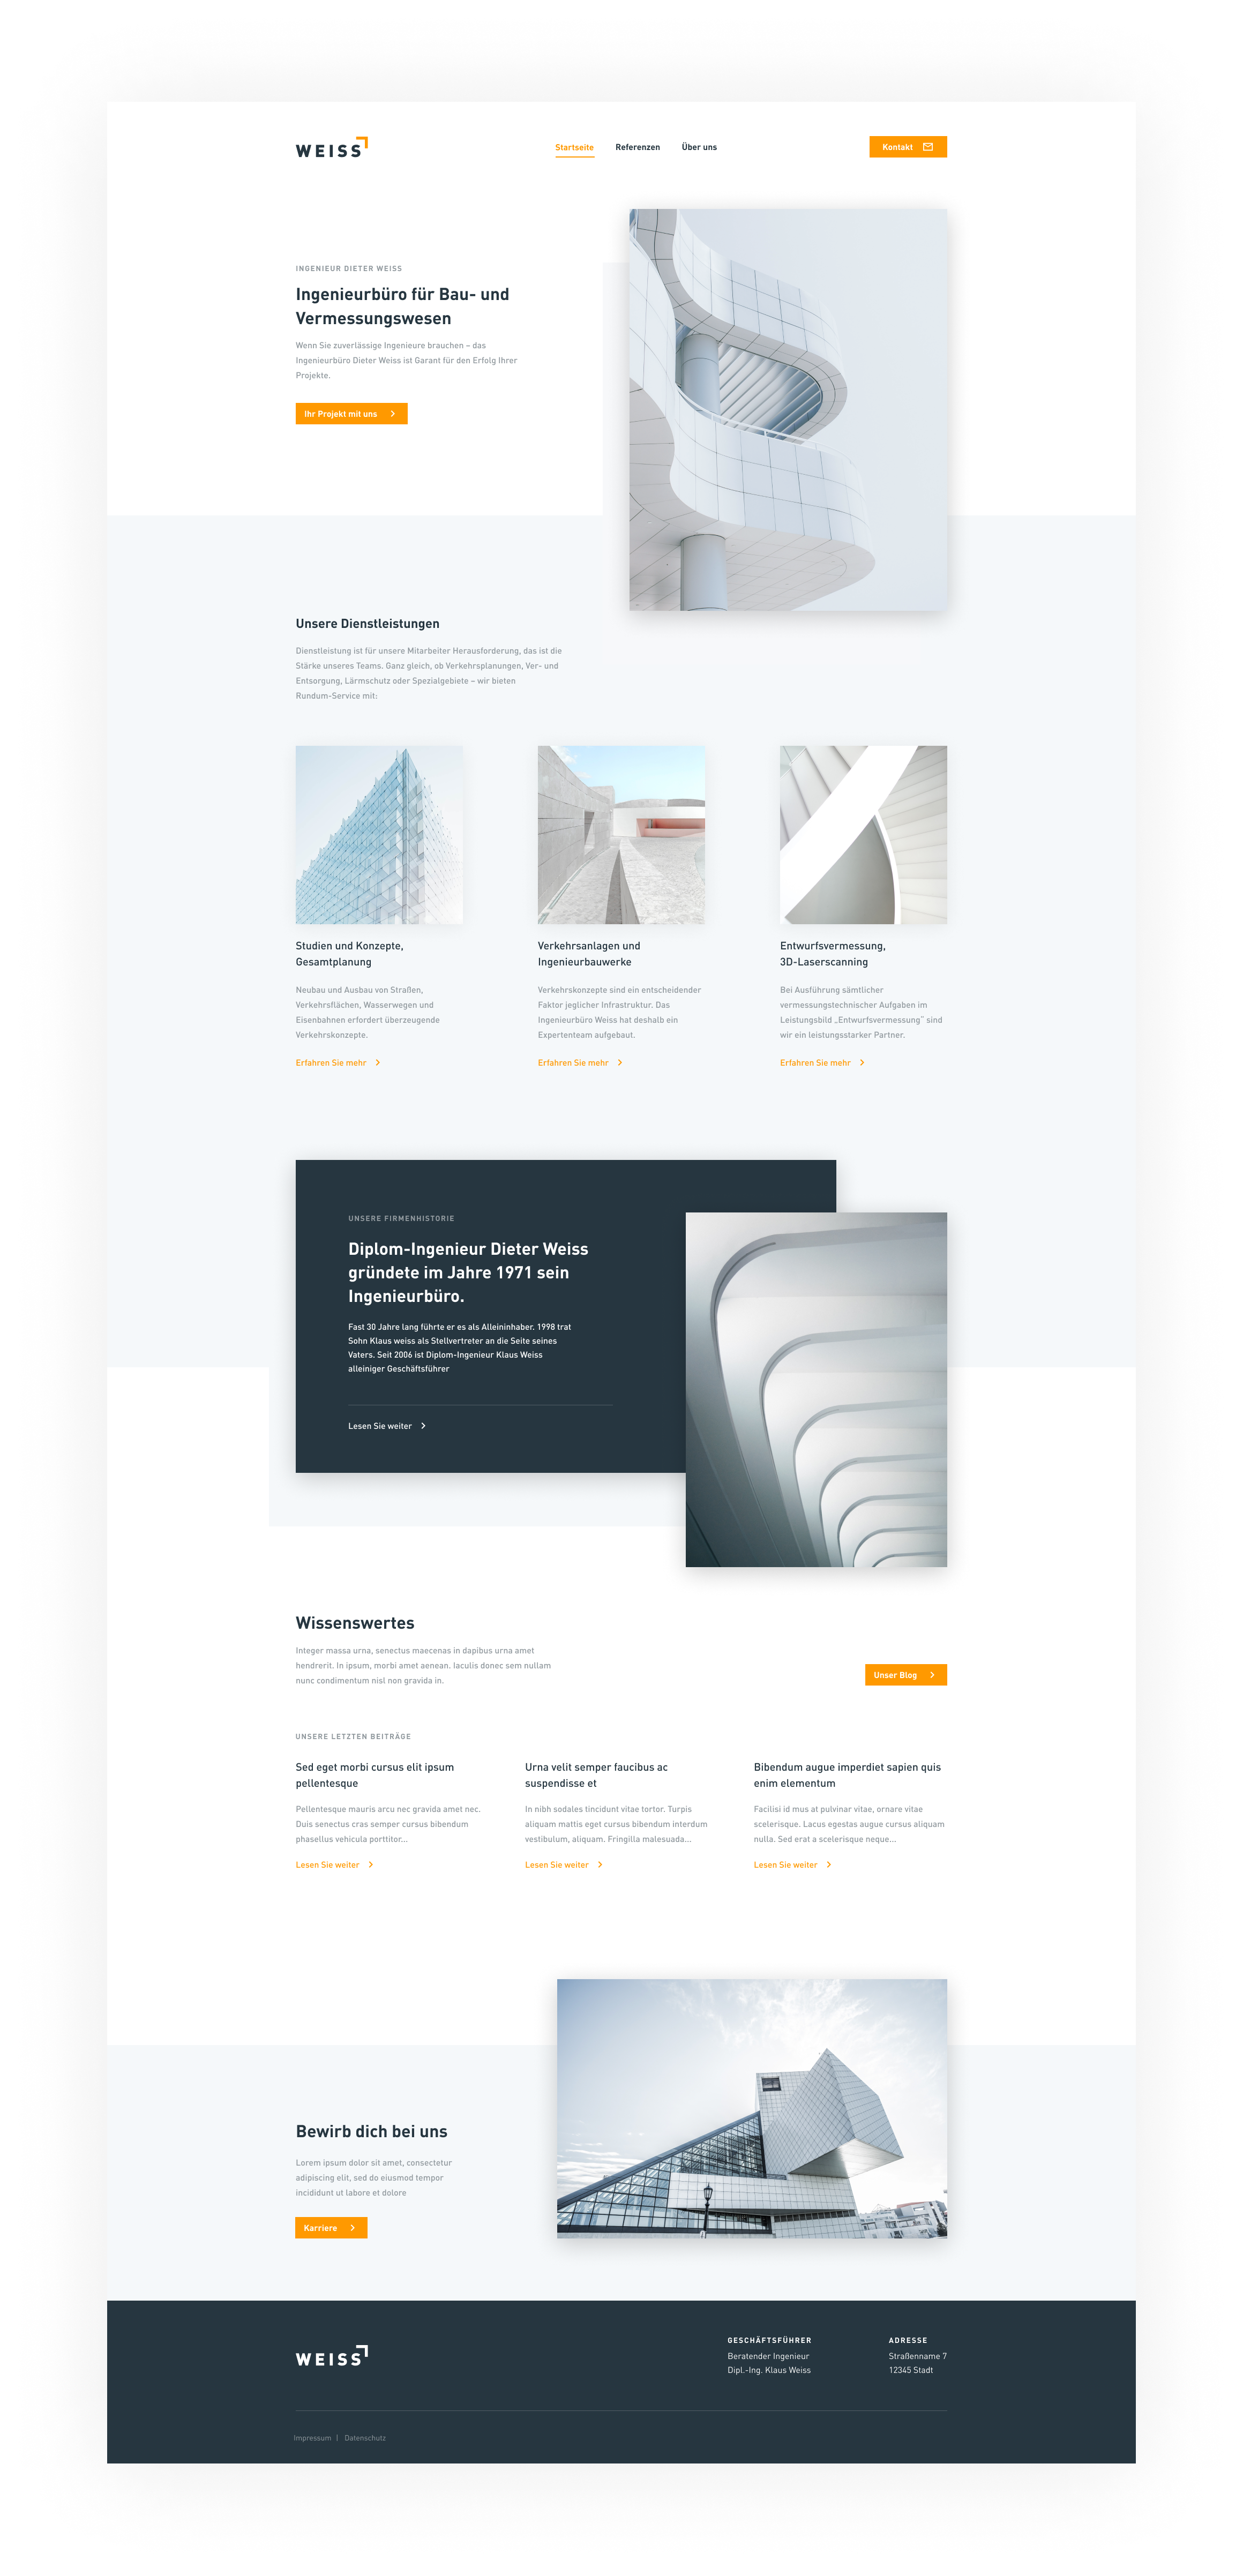 WEISS
Startseite
Referenzen
Über uns
Kontakt
INGENIEUR DIETER WEISS
Ingenieurbüro für Bau- und
Vermessungswesen
Wenn Sie zuverlässige Ingenieure brauchen – das
Ingenieurbüro Dieter Weiss ist Garant für den Erfolg Ihrer
Projekte.
Ihr Projekt mit uns
Unsere Dienstleistungen
Dienstleistung ist für unsere Mitarbeiter Herausforderung, das ist die
Stärke unseres Teams. Ganz gleich, ob Verkehrsplanungen, Ver- und
Entsorgung, Lärmschutz oder Spezialgebiete – wir bieten
Rundum-Service mit:
Studien und Konzepte,
Gesamtplanung
Neubau und Ausbau von Straßen,
Verkehrsflächen, Wasserwegen und
Eisenbahnen erfordert überzeugende
Verkehrskonzepte.
Erfahren Sie mehr
Verkehrsanlagen und
Ingenieurbauwerke
Verkehrskonzepte sind ein entscheidender
Faktor jeglicher Infrastruktur. Das
Ingenieurbüro Weiss hat deshalb ein
Expertenteam aufgebaut.
Erfahren Sie mehr
Entwurfsvermessung,
3D-Laserscanning
Bei Ausführung sämtlicher
vermessungstechnischer Aufgaben im
Leistungsbild „Entwurfsvermessung“ sind
wir ein leistungsstarker Partner.
Erfahren Sie mehr
UNSERE FIRMENHISTORIE
Diplom-Ingenieur Dieter Weiss
gründete im Jahre 1971 sein
Ingenieurbüro.
Fast 30 Jahre lang führte er es als Alleininhaber. 1998 trat
Sohn Klaus weiss als Stellvertreter an die Seite seines
Vaters. Seit 2006 ist Diplom-Ingenieur Klaus Weiss
alleiniger Geschäftsführer
Lesen Sie weiter
Wissenswertes
Integer massa urna, senectus maecenas in dapibus urna amet
hendrerit. In ipsum, morbi amet aenean. Iaculis donec sem nullam
nunc condimentum nisl non gravida in.
Unser Blog
UNSERE LETZTEN BEITRÄGE
Sed eget morbi cursus elit ipsum
pellentesque
Pellentesque mauris arcu nec gravida amet nec.
Duis senectus cras semper cursus bibendum
phasellus vehicula porttitor...
Lesen Sie weiter
Urna velit semper faucibus ac
suspendisse et
In nibh sodales tincidunt vitae tortor. Turpis
aliquam mattis eget cursus bibendum interdum
vestibulum, aliquam. Fringilla malesuada...
Lesen Sie weiter
Bibendum augue imperdiet sapien quis
enim elementum
Facilisi id mus at pulvinar vitae, ornare vitae
scelerisque. Lacus egestas augue cursus aliquam
nulla. Sed erat a scelerisque neque...
Lesen Sie weiter
Bewirb dich bei uns
Lorem ipsum dolor sit amet, consectetur
adipiscing elit, sed do eiusmod tempor
incididunt ut labore et dolore
Karriere
WEISS
GESCHÄFTSFÜHRER
Beratender Ingenieur
Dipl.-Ing. Klaus Weiss
ADRESSE
Straßenname 7
12345 Stadt
Impressum | Datenschutz